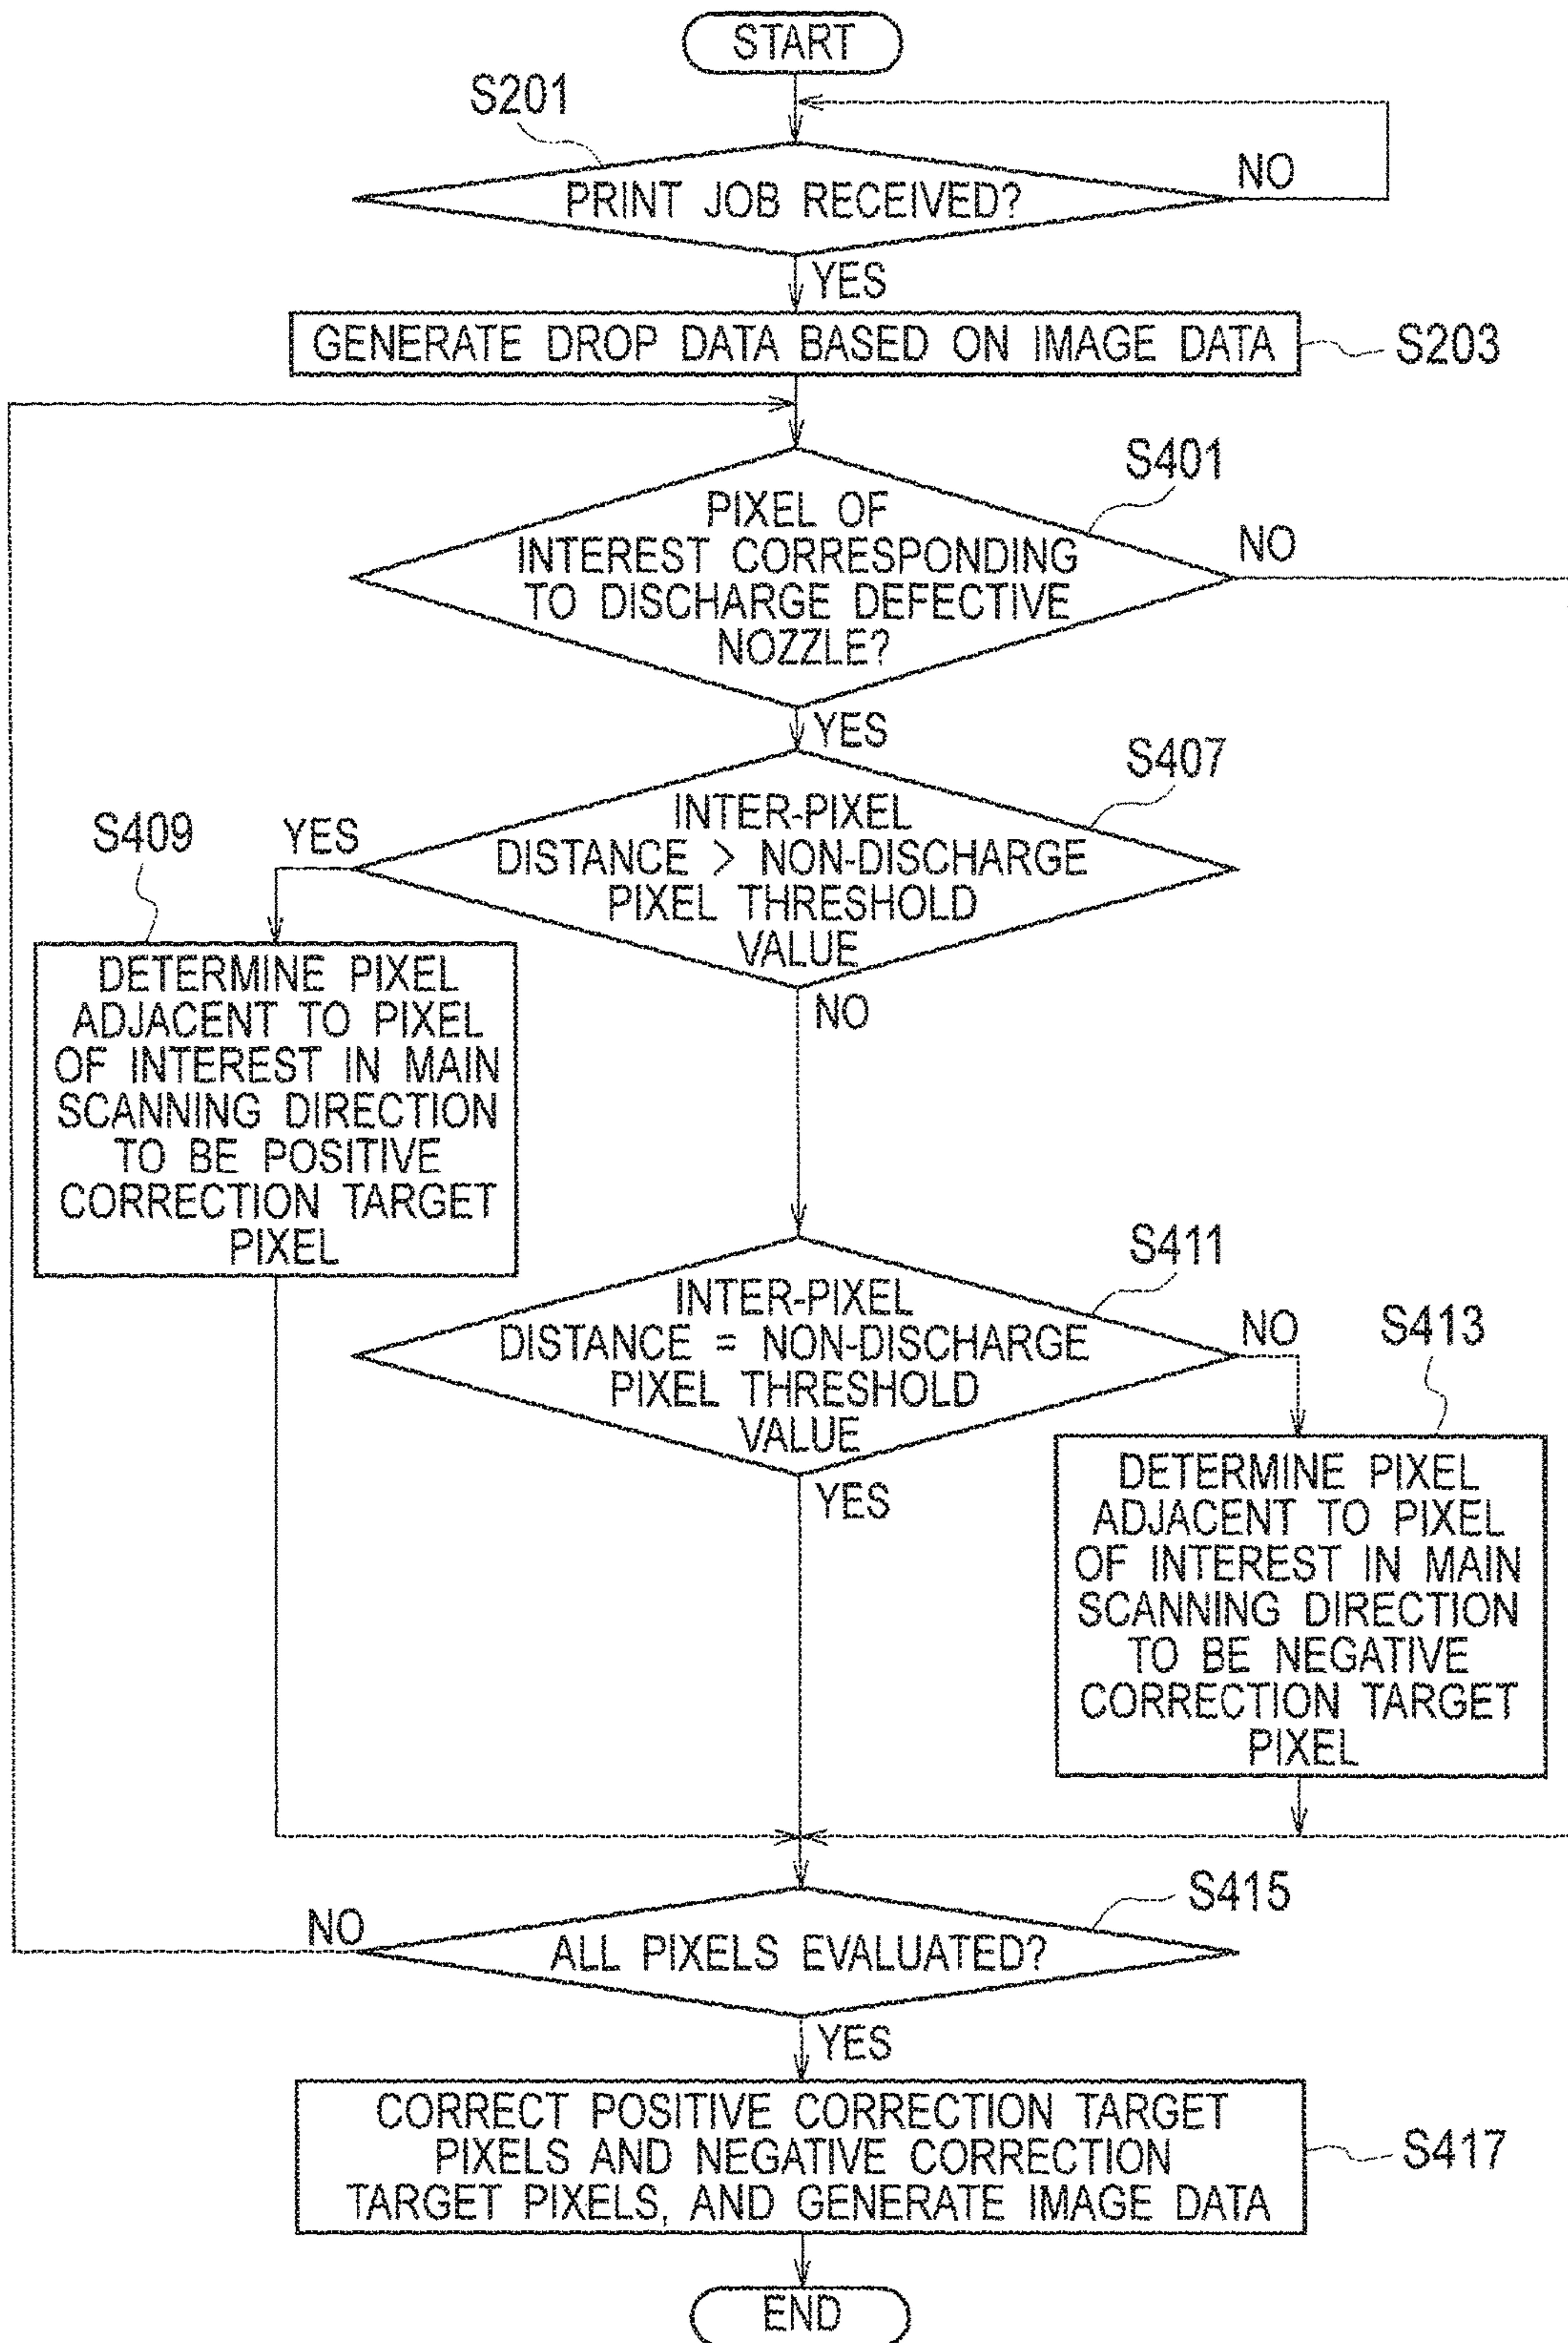 START
S201
PRINT JOB RECEIVED?
NO
YES
GENERATE DROP DATA BASED ON IMAGE DATA
S203
S401
PIXEL OF
INTEREST CORRESPONDING
TO DISCHARGE DEFECTIVE
NOZZLE?
NO
YES
S407
INTER-PIXEL
DISTANCE > NON-DISCHARGE
PIXEL THRESHOLD
VALUE
YES
NO
S409
DETERMINE PIXEL
ADJACENT TO PIXEL
OF INTEREST IN MAIN
SCANNING DIRECTION
TO BE POSITIVE
CORRECTION TARGET
PIXEL
S411
INTER-PIXEL
DISTANCE = NON-DISCHARGE
PIXEL THRESHOLD
VALUE
NO
YES
S413
DETERMINE PIXEL
ADJACENT TO PIXEL
OF INTEREST IN MAIN
SCANNING DIRECTION
TO BE NEGATIVE
CORRECTION TARGET
PIXEL
S415
NO
ALL PIXELS EVALUATED?
YES
CORRECT POSITIVE CORRECTION TARGET
PIXELS AND NEGATIVE CORRECTION
TARGET PIXELS, AND GENERATE IMAGE DATA
S417
END